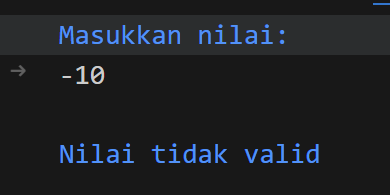 Masukkan nilai:
-10
Nilai tidak valid